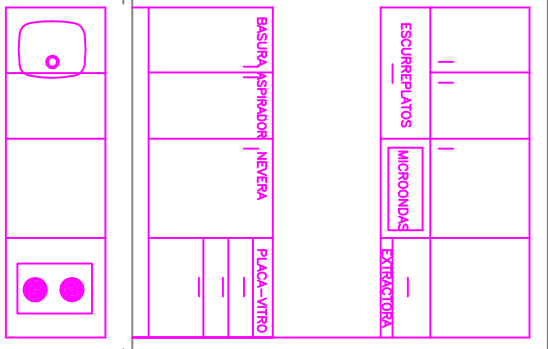 BASURA
ASPIRADOR
NEVERA
PLACA-VITRO
ESCURREPLATOS
MICROONDAS
EXTRACTORA